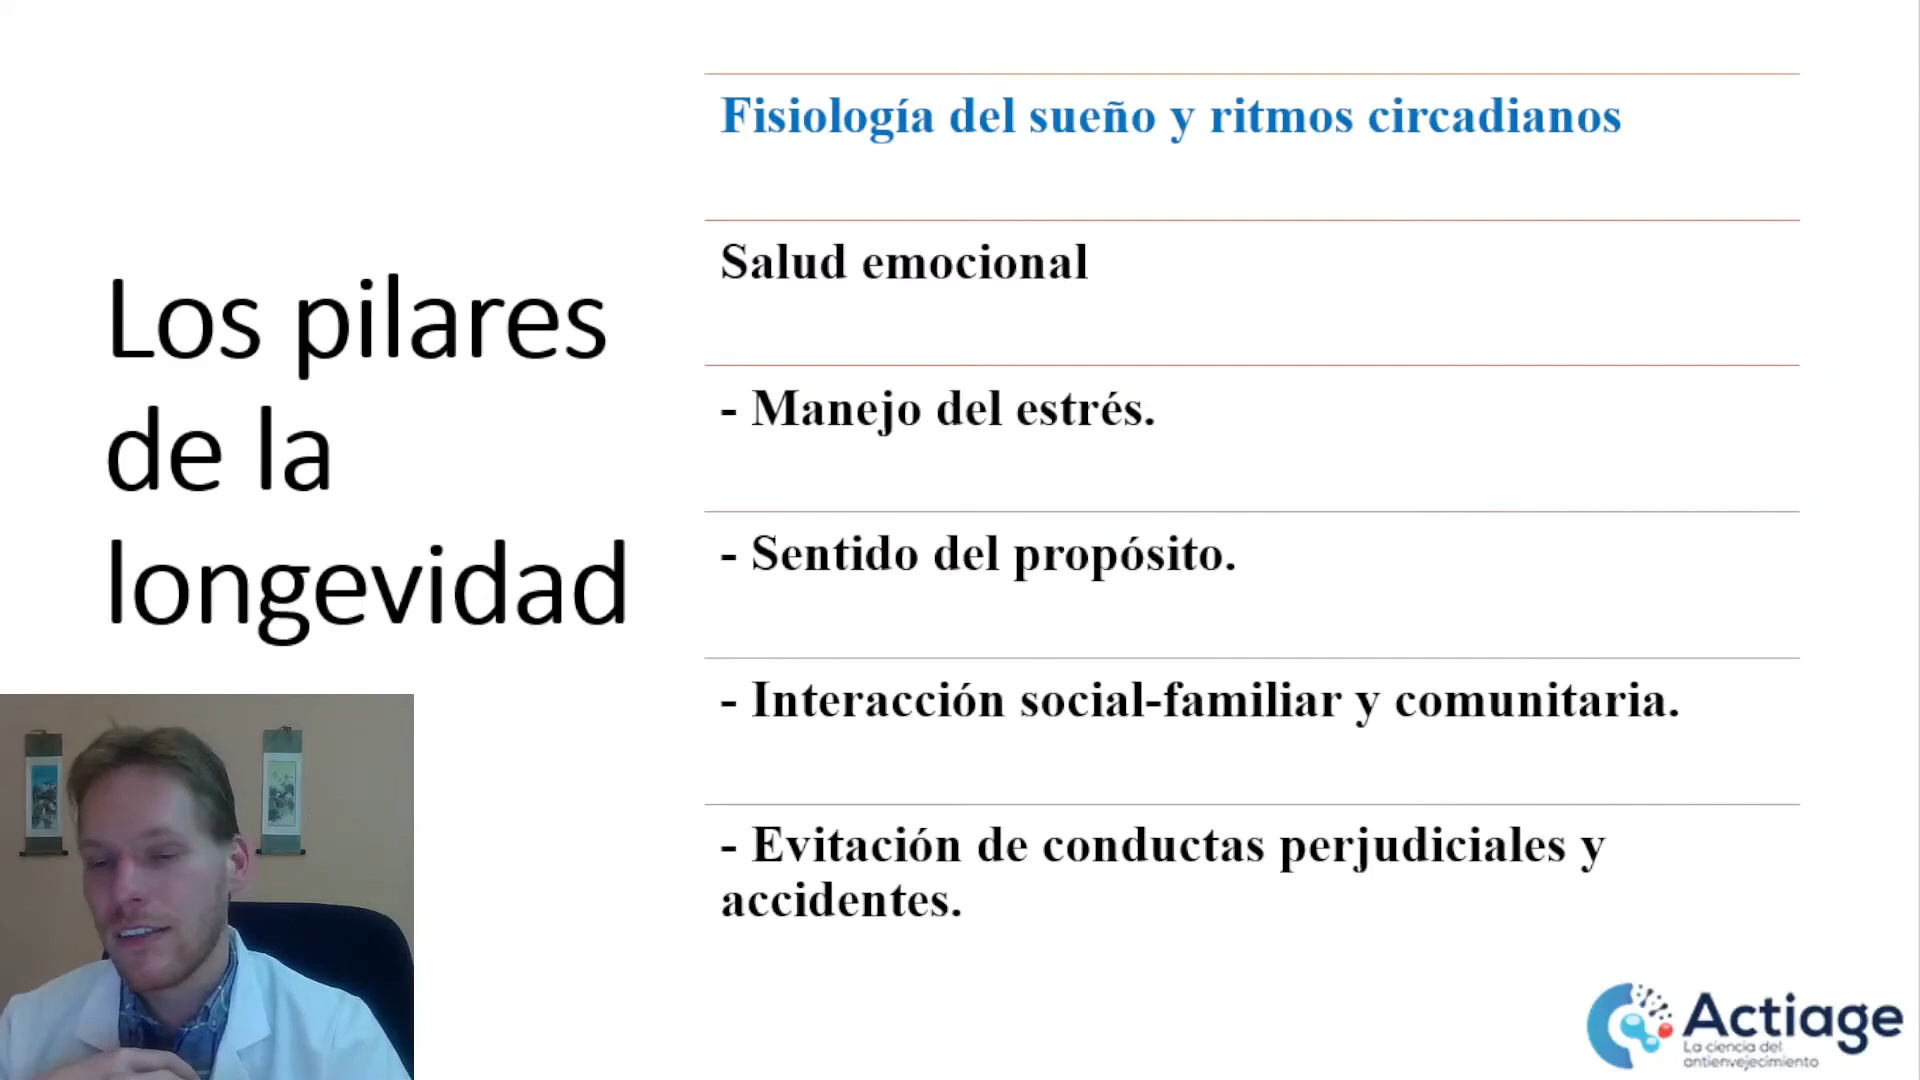 Los pilares
de la
longevidad
Fisiología del sueño y ritmos circadianos
Salud emocional
- Manejo del estrés.
- Sentido del propósito.
- Interacción social-familiar y comunitaria.
- Evitación de conductas perjudiciales y
accidentes.
Actiage
La ciencia del
antienvejecimiento